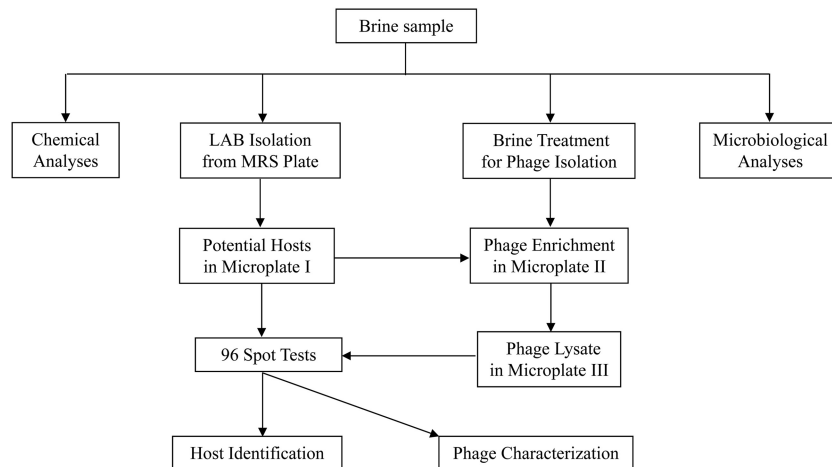 Brine sample
Chemical
Analyses
LAB Isolation
from MRS Plate
Brine Treatment
for Phage Isolation
Microbiological
Analyses
Potential Hosts
in Microplate I
Phage Enrichment
in Microplate II
96 Spot Tests
Phage Lysate
in Microplate III
Host Identification
Phage Characterization